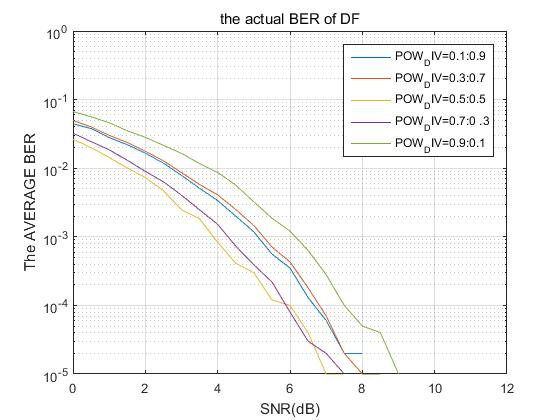 the actual BER of DF
The AVERAGE BER
10^0
10^-1
10^-2
10^-3
10^-4
10^-5
0 2 4 6 8 10 12
SNR(dB)
POW_DIV=0.1:0.9
POW_DIV=0.3:0.7
POW_DIV=0.5:0.5
POW_DIV=0.7:0 .3
POW_DIV=0.9:0.1